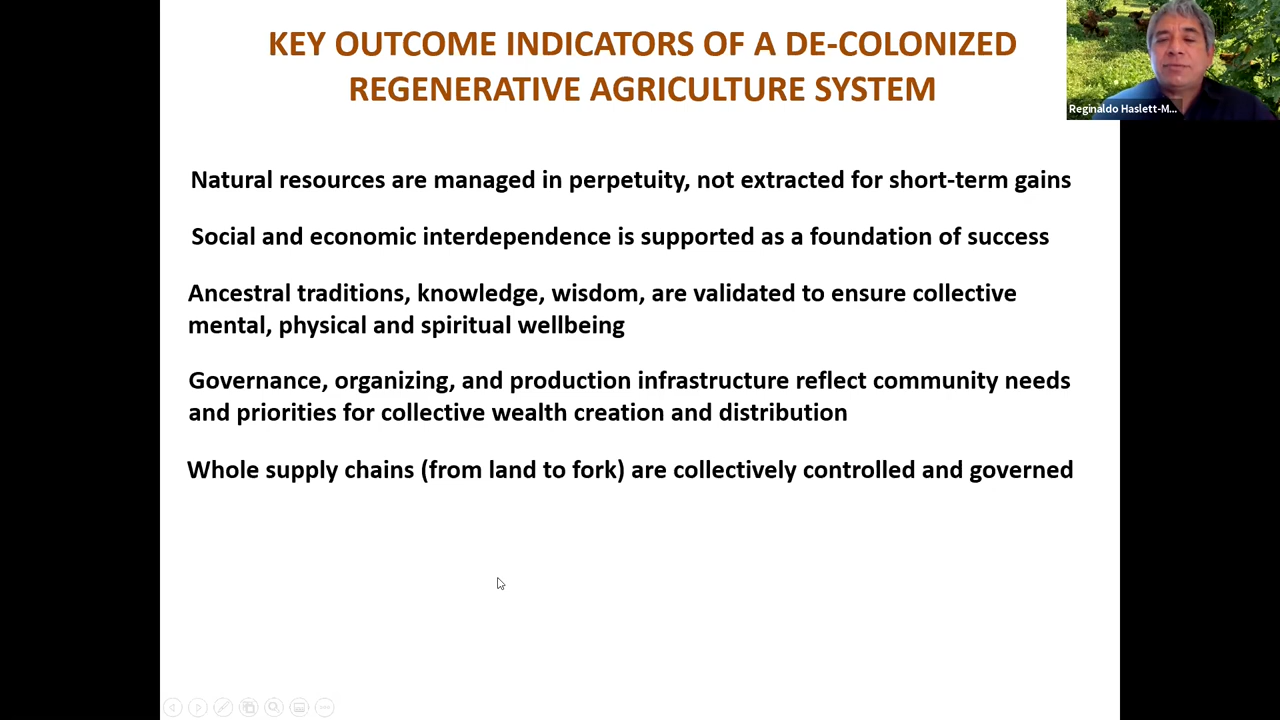 KEY OUTCOME INDICATORS OF A DE-COLONIZED
REGENERATIVE AGRICULTURE SYSTEM
Reginaldo Haslett-M...
Natural resources are managed in perpetuity, not extracted for short-term gains
Social and economic interdependence is supported as a foundation of success
Ancestral traditions, knowledge, wisdom, are validated to ensure collective
mental, physical and spiritual wellbeing
Governance, organizing, and production infrastructure reflect community needs
and priorities for collective wealth creation and distribution
Whole supply chains (from land to fork) are collectively controlled and governed